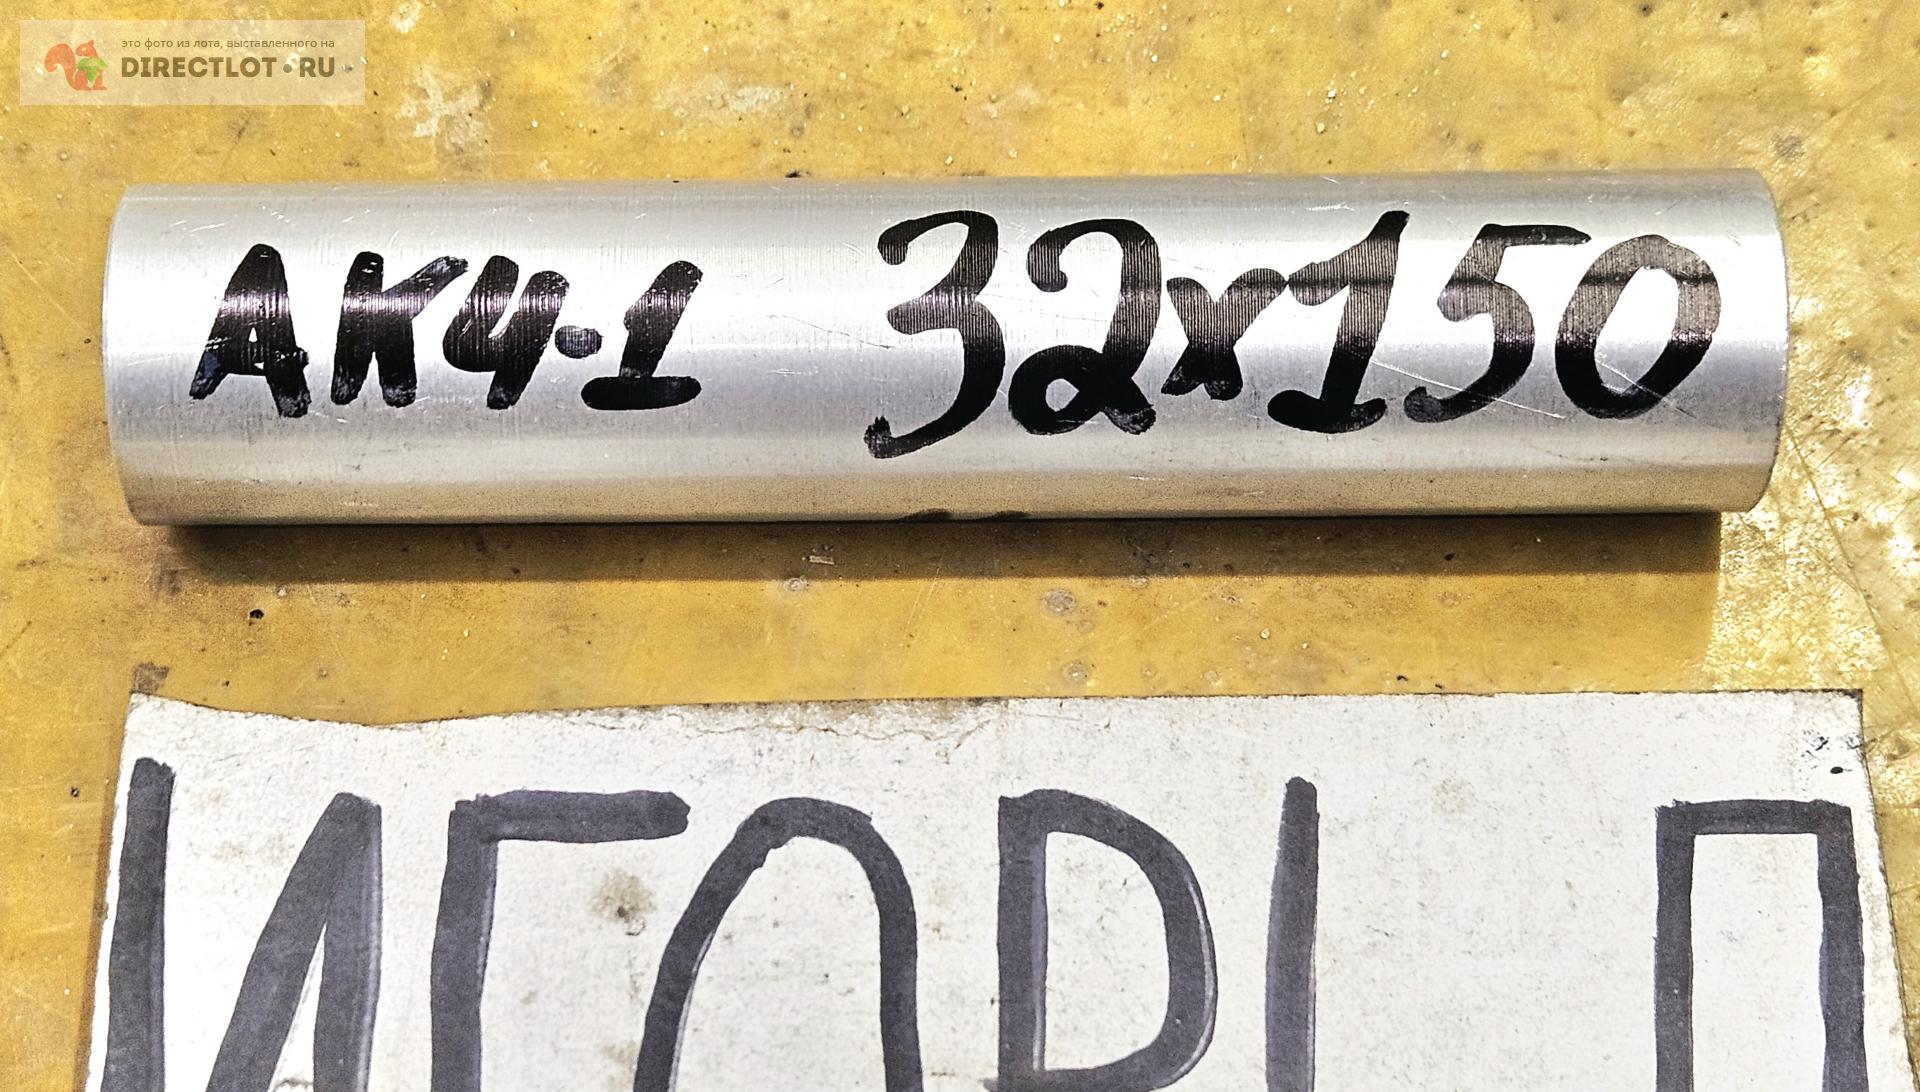 это фото из лота, выставленного на
DIRECTLOT•RU
АК4-1 32х150